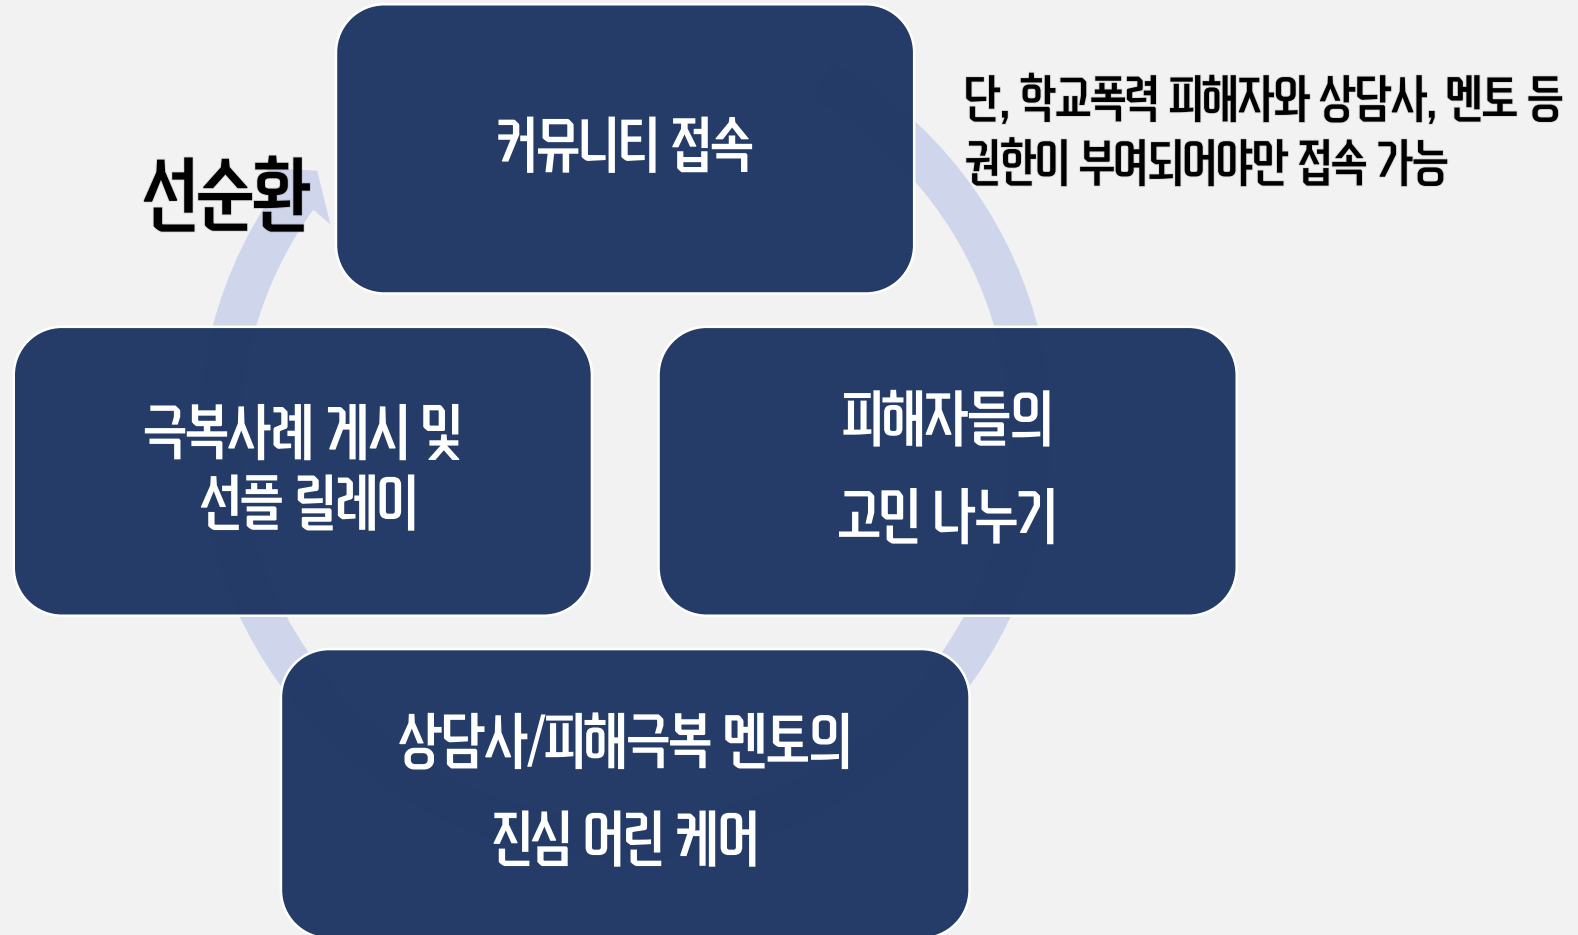 커뮤니티 접속
단, 학교폭력 피해자와 상담사, 멘토 등
권한이 부여되어야만 접속 가능
선순환
피해자들의
고민 나누기
상담사/피해극복 멘토의
진심 어린 케어
극복사례 게시 및
선플 릴레이